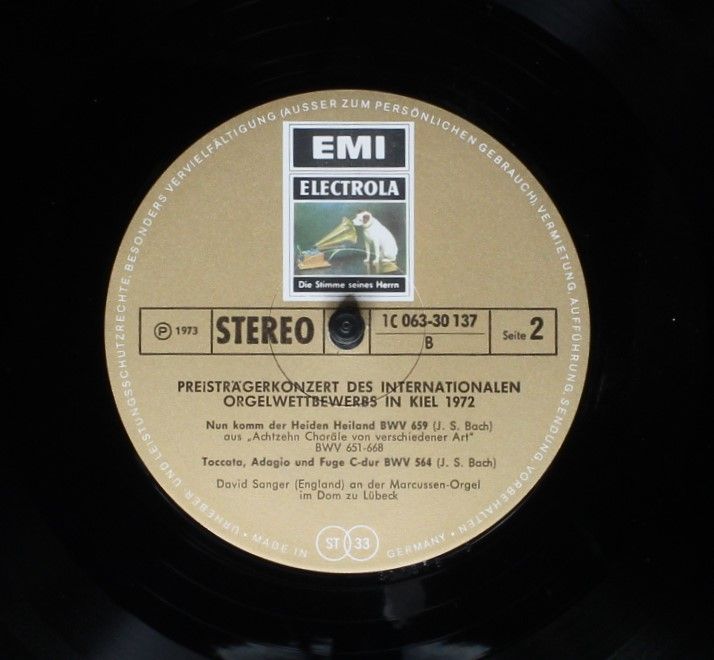 URHEBER- UND LEISTUNGSSCHUTZRECHTE, BESONDERS VERVIELFÄLTIGUNG (AUSSER ZUM PERSÖNLICHEN GEBRAUCH), VERMIETUNG, AUFFÜHRUNG, SENDUNG, VORBEHALTEN •
EMI
ELECTROLA
Die Stimme seines Herrn
Ⓟ 1973
STEREO
1C 063-30 137
B
Seite 2
PREISTRÄGERKONZERT DES INTERNATIONALEN
ORGELWETTBEWERBS IN KIEL 1972
Nun komm der Heiden Heiland BWV 659 (J. S. Bach)
aus „Achtzehn Choräle von verschiedener Art"
BWV 651-668
Toccata, Adagio und Fuge C-dur BWV 564 (J. S. Bach)
David Sanger (England) an der Marcussen-Orgel
im Dom zu Lübeck
• MADE IN ST 33 GERMANY •